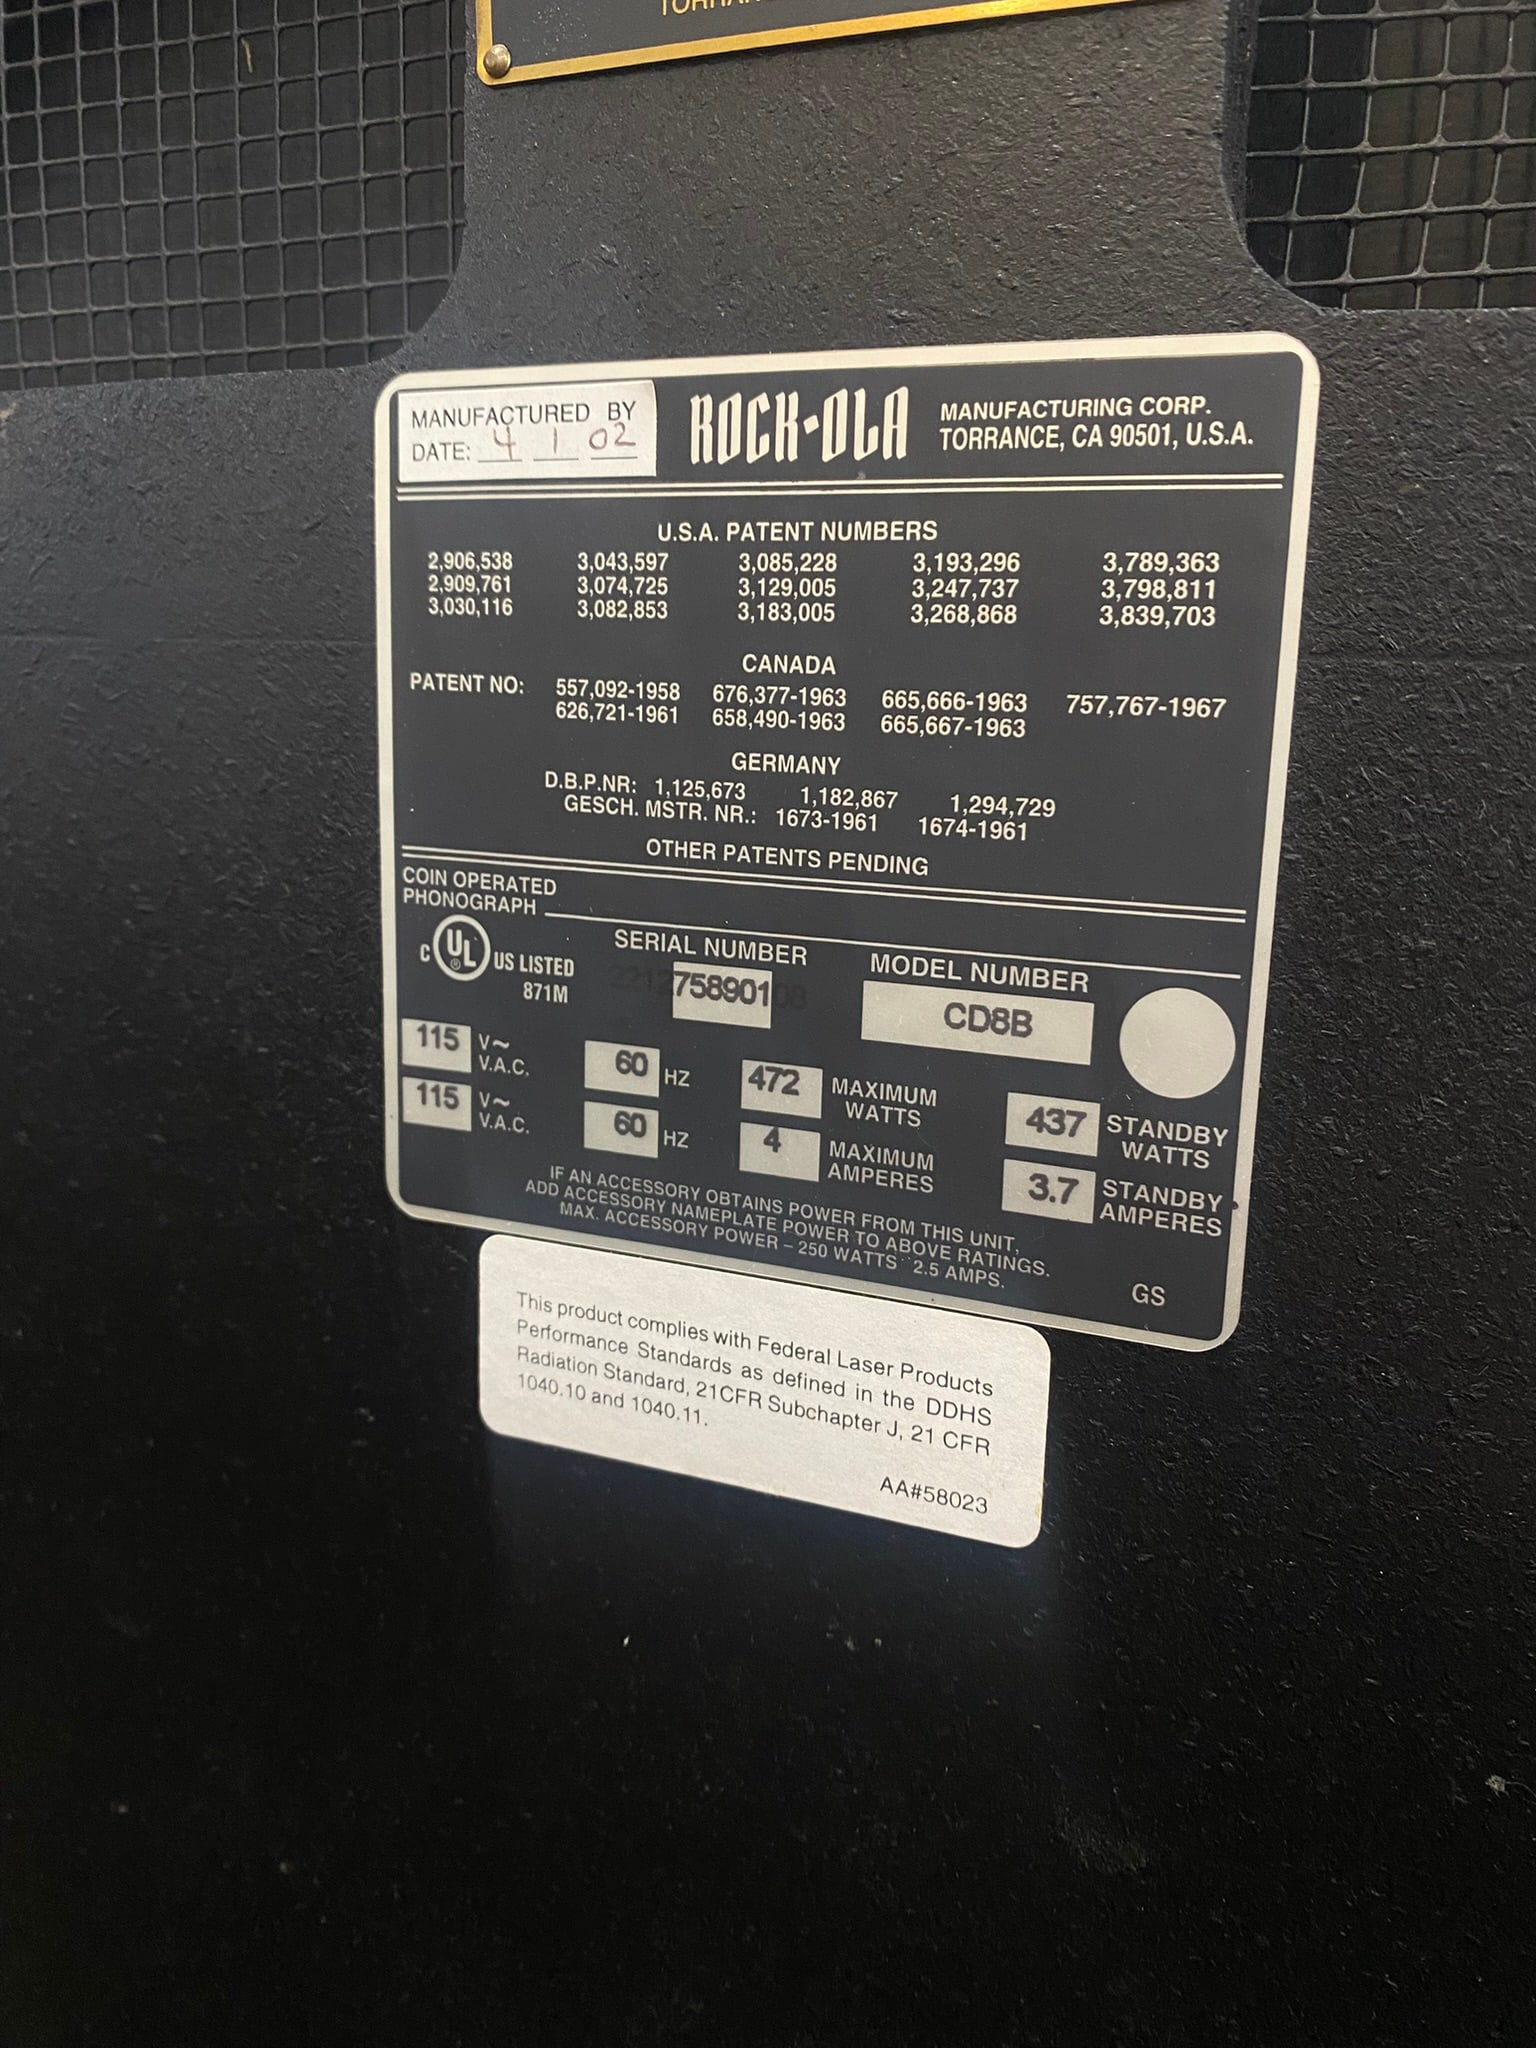 MANUFACTURED BY
DATE: 4 1 02
ROCK-OLA
MANUFACTURING CORP.
TORRANCE, CA 90501, U.S.A.
U.S.A. PATENT NUMBERS
2,906,538 3,043,597 3,085,228 3,193,296 3,789,363
2,909,761 3,074,725 3,129,005 3,247,737 3,798,811
3,030,116 3,082,853 3,183,005 3,268,868 3,839,703
CANADA
PATENT NO: 557,092-1958 676,377-1963 665,666-1963 757,767-1967
626,721-1961 658,490-1963 665,667-1963
GERMANY
D.B.P.NR: 1,125,673 1,182,867 1,294,729
GESCH. MSTR. NR.: 1673-1961 1674-1961
OTHER PATENTS PENDING
COIN OPERATED
PHONOGRAPH
C UL ® US LISTED
871M
SERIAL NUMBER
221275890108
MODEL NUMBER
CD8B
115 V~ V.A.C. 60 HZ 472 MAXIMUM WATTS 437 STANDBY WATTS
115 V~ V.A.C. 60 HZ 4 MAXIMUM AMPERES 3.7 STANDBY AMPERES
IF AN ACCESSORY OBTAINS POWER FROM THIS UNIT,
ADD ACCESSORY NAMEPLATE POWER TO ABOVE RATINGS.
MAX. ACCESSORY POWER – 250 WATTS 2.5 AMPS.
GS
This product complies with Federal Laser Products
Performance Standards as defined in the DDHS
Radiation Standard, 21CFR Subchapter J, 21 CFR
1040.10 and 1040.11.
AA#58023